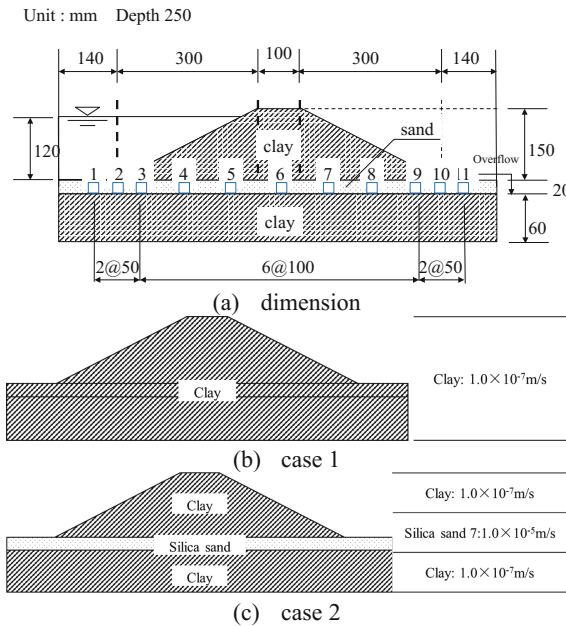 Unit : mm Depth 250
140 300 100 300 140
120
sand
clay
Overflow
150
1 2 3 4 5 6 7 8 9 10 1
20
clay
60
2@50 6@100 2@50
(a) dimension
Clay
Clay: 1.0×10-7m/s
(b) case 1
Clay
Clay: 1.0×10-7m/s
Silica sand
Silica sand 7:1.0×10-5m/s
Clay
Clay: 1.0×10-7m/s
(c) case 2